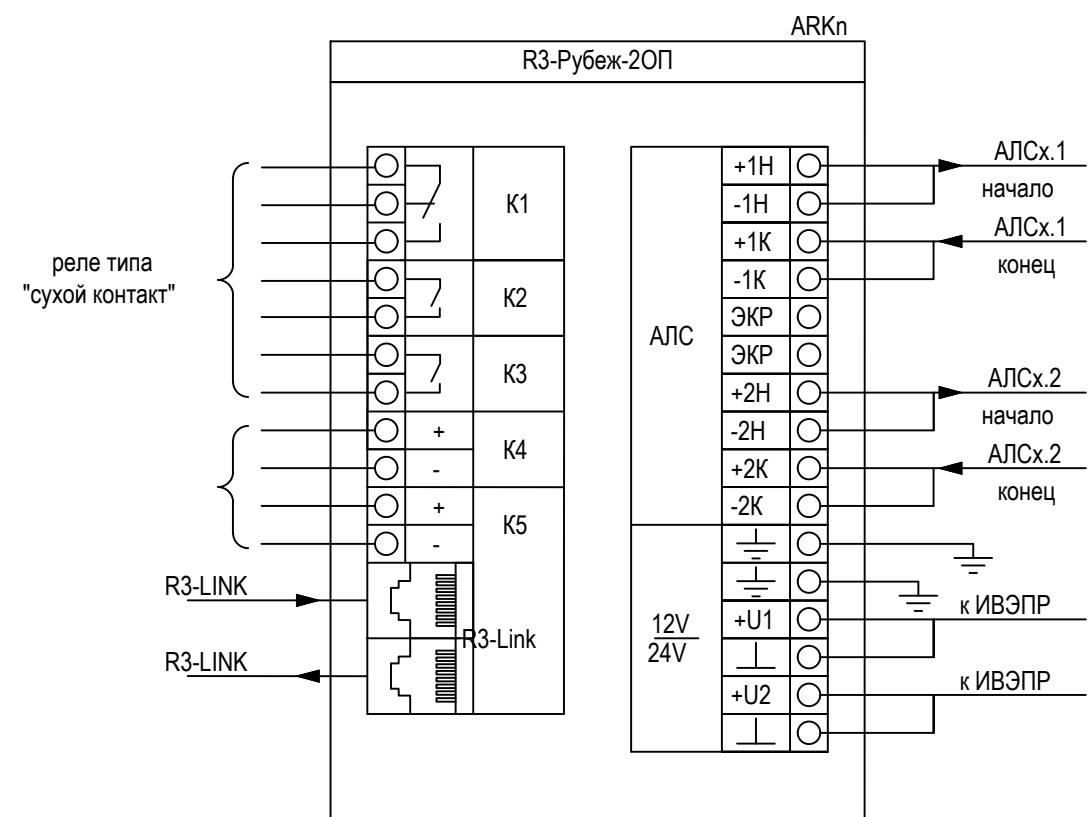 ARKn
R3-Рубеж-2ОП
реле типа
"сухой контакт"
К1
К2
К3
+
К4
-
+
К5
-
R3-LINK
R3-LINK
R3-Link
АЛС
+1Н
-1Н
+1К
-1К
ЭКР
ЭКР
+2Н
-2Н
+2К
-2К
12V
24V
+U1
+U2
АЛСх.1
начало
АЛСх.1
конец
АЛСх.2
начало
АЛСх.2
конец
к ИВЭПР
к ИВЭПР